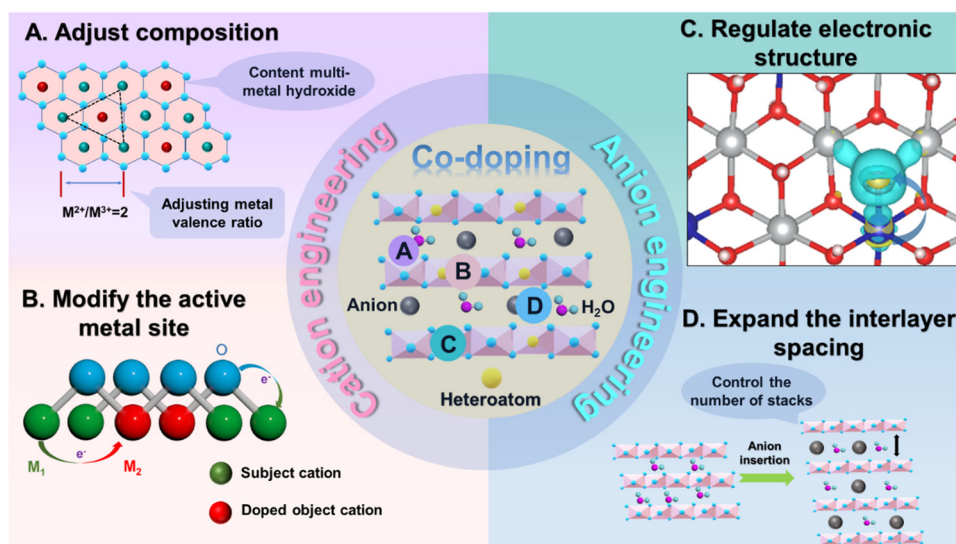 A. Adjust composition
Content multi-
metal hydroxide
M²⁺/M³⁺=2
Adjusting metal
valence ratio
B. Modify the active
metal site
O
e⁻
e⁻
M₁
M₂
Subject cation
Doped object cation
Cation engineering
Co-doping
Anion engineering
A
B
Anion
D
H₂O
C
Heteroatom
C. Regulate electronic
structure
D. Expand the interlayer
spacing
Control the
number of stacks
Anion
insertion